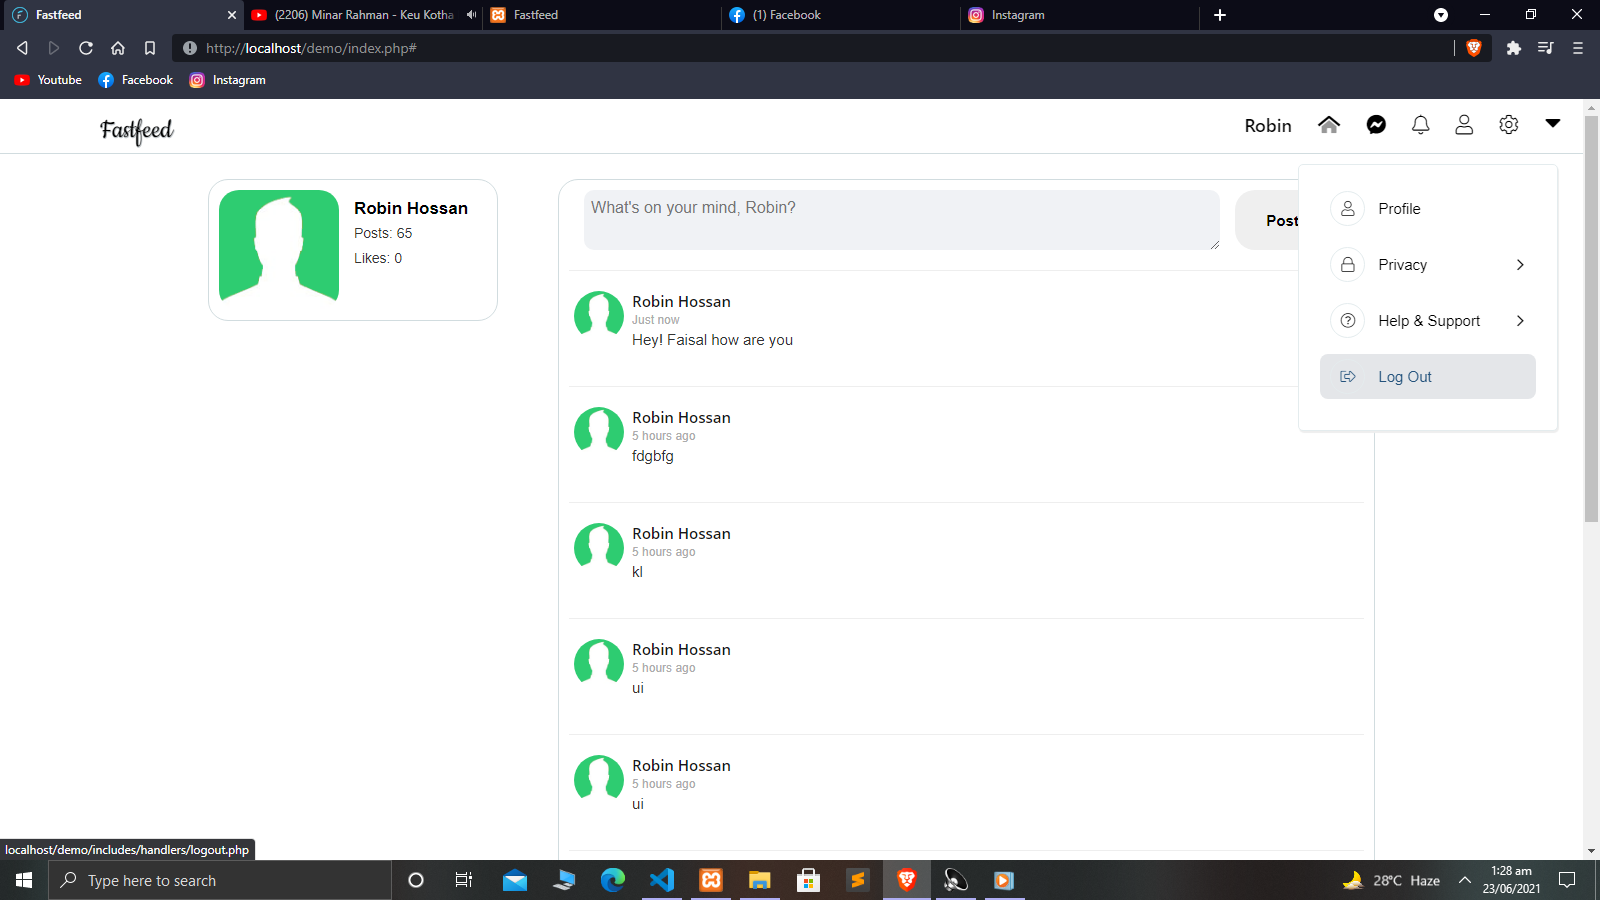 Fastfeed
(2206) Minar Rahman - Keu Kotha
Fastfeed
(1) Facebook
Instagram
http://localhost/demo/index.php#
Youtube
Facebook
Instagram
Fastfeed
Robin
Robin Hossan
Posts: 65
Likes: 0
What's on your mind, Robin?
Post
Profile
Privacy
Help & Support
Log Out
Robin Hossan
Just now
Hey! Faisal how are you
Robin Hossan
5 hours ago
fdgbfg
Robin Hossan
5 hours ago
kl
Robin Hossan
5 hours ago
ui
Robin Hossan
5 hours ago
ui
localhost/demo/includes/handlers/logout.php
Type here to search
28°C Haze
1:28 am
23/06/2021